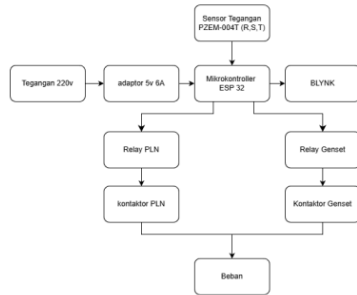 Sensor Tegangan
PZEM-004T (R,S,T)
Tegangan 220v
adaptor 5v 6A
Mikrokontroller
ESP 32
BLYNK
Relay PLN
Relay Genset
kontaktor PLN
Kontaktor Genset
Beban